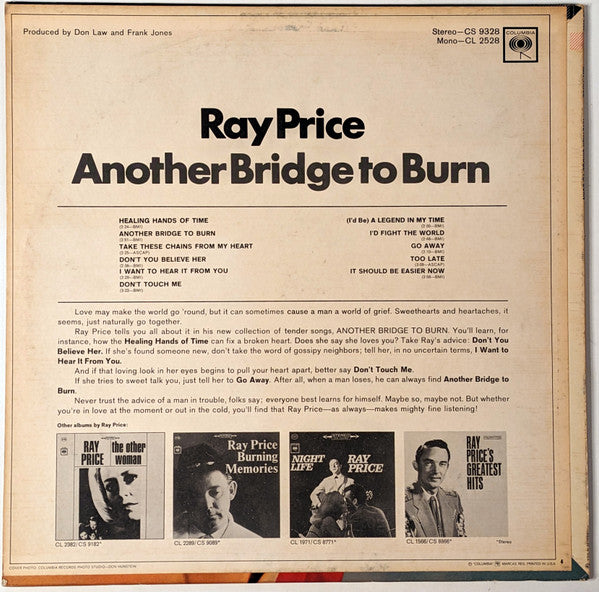 Produced by Don Law and Frank Jones
Stereo—CS 9328
Mono—CL 2528
COLUMBIA
Ray Price
Another Bridge to Burn
HEALING HANDS OF TIME
ANOTHER BRIDGE TO BURN
TAKE THESE CHAINS FROM MY HEART
DON'T YOU BELIEVE HER
I WANT TO HEAR IT FROM YOU
DON'T TOUCH ME
(I'd Be) A LEGEND IN MY TIME
I'D FIGHT THE WORLD
GO AWAY
TOO LATE
IT SHOULD BE EASIER NOW
Love may make the world go 'round, but it can sometimes cause a man a world of grief. Sweethearts and heartaches, it
seems, just naturally go together.
Ray Price tells you all about it in his new collection of tender songs, ANOTHER BRIDGE TO BURN. You'll learn, for
instance, how the Healing Hands of Time can fix a broken heart. Does she say she loves you? Take Ray's advice: Don't You
Believe Her. If she's found someone new, don't take the word of gossipy neighbors; tell her, in no uncertain terms, I Want to
Hear It From You.
And if that loving look in her eyes begins to pull your heart apart, better say Don't Touch Me.
If she tries to sweet talk you, just tell her to Go Away. After all, when a man loses, he can always find Another Bridge to
Burn.
Never trust the advice of a man in trouble, folks say; everyone best learns for himself. Maybe so, maybe not. But whether
you're in love at the moment or out in the cold, you'll find that Ray Price—as always—makes mighty fine listening!
Other albums by Ray Price:
RAY PRICE the other woman
Ray Price Burning Memories
NIGHT LIFE RAY PRICE
RAY PRICE'S GREATEST HITS
CL 2382/CS 9182*
CL 2289/CS 9089*
CL 1971/CS 8771*
CL 1566/CS 8866*
*Stereo
COVER PHOTO: COLUMBIA RECORDS PHOTO STUDIO—DON HUNSTEIN
© "COLUMBIA" MARCAS REG. PRINTED IN U.S.A.
4